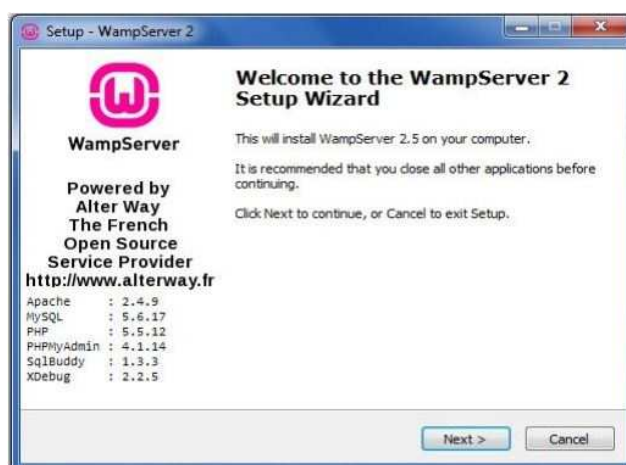 Setup - WampServer 2
WampServer
Powered by
Alter Way
The French
Open Source
Service Provider
http://www.alterway.fr
Apache : 2.4.9
MySQL : 5.6.17
PHP : 5.5.12
PHPMyAdmin : 4.1.14
SqlBuddy : 1.3.3
XDebug : 2.2.5
Welcome to the WampServer 2
Setup Wizard
This will install WampServer 2.5 on your computer.
It is recommended that you close all other applications before
continuing.
Click Next to continue, or Cancel to exit Setup.
Next >
Cancel